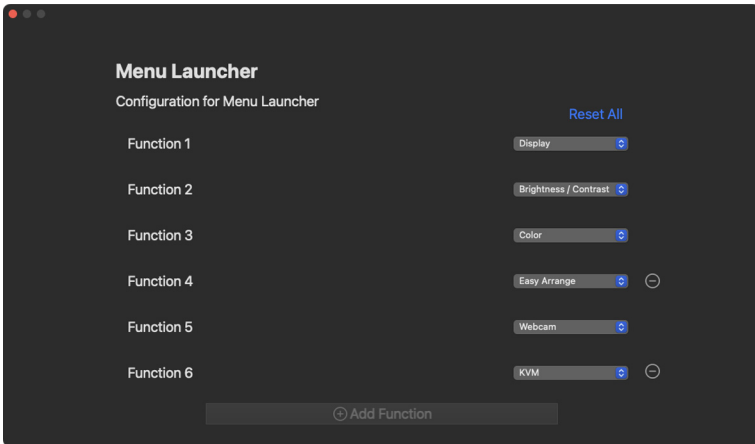 Menu Launcher
Configuration for Menu Launcher
Reset All
Function 1 Display
Function 2 Brightness / Contrast
Function 3 Color
Function 4 Easy Arrange
Function 5 Webcam
Function 6 KVM
Add Function